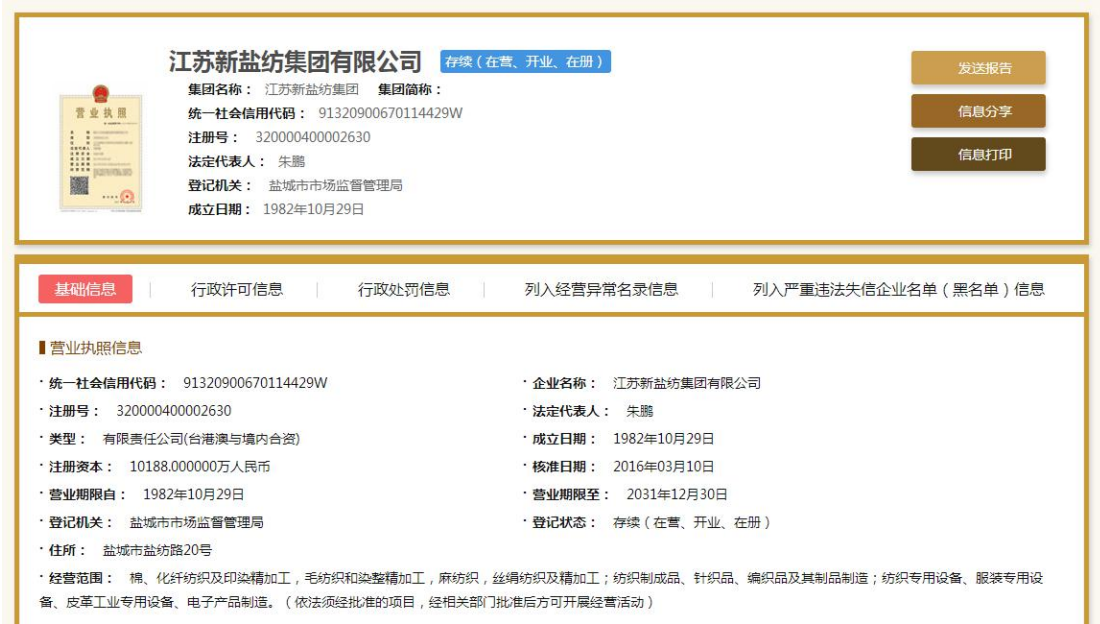 江苏新盐纺集团有限公司 存续（在营、开业、在册）
集团名称： 江苏新盐纺集团 集团简称：
统一社会信用代码： 91320900670114429W
注册号： 320000400002630
法定代表人： 朱鹏
登记机关： 盐城市市场监督管理局
成立日期： 1982年10月29日
营业执照
发送报告
信息分享
信息打印
基础信息 行政许可信息 行政处罚信息 列入经营异常名录信息 列入严重违法失信企业名单（黑名单）信息
营业执照信息
· 统一社会信用代码： 91320900670114429W · 企业名称： 江苏新盐纺集团有限公司
· 注册号： 320000400002630 · 法定代表人： 朱鹏
· 类型： 有限责任公司(台港澳与境内合资) · 成立日期： 1982年10月29日
· 注册资本： 10188.000000万人民币 · 核准日期： 2016年03月10日
· 营业期限自： 1982年10月29日 · 营业期限至： 2031年12月30日
· 登记机关： 盐城市市场监督管理局 · 登记状态： 存续（在营、开业、在册）
· 住所： 盐城市盐纺路20号
· 经营范围： 棉、化纤纺织及印染精加工，毛纺织和染整精加工，麻纺织，丝绢纺织及精加工；纺织制成品、针织品、编织品及其制品制造；纺织专用设备、服装专用设
备、皮革工业专用设备、电子产品制造。（依法须经批准的项目，经相关部门批准后方可开展经营活动）